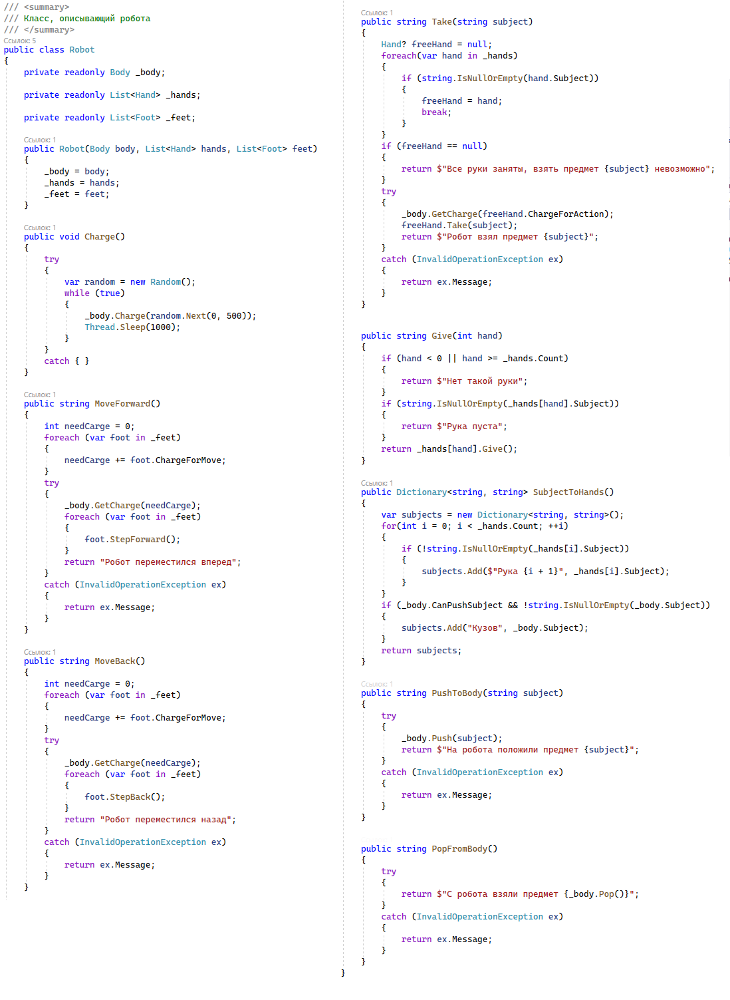 /// <summary>
/// Класс, описывающий робота
/// </summary>
Ссылок: 5
public class Robot
{
private readonly Body _body;
private readonly List<Hand> _hands;
private readonly List<Foot> _feet;
Ссылок: 1
public Robot(Body body, List<Hand> hands, List<Foot> feet)
{
_body = body;
_hands = hands;
_feet = feet;
}
Ссылок: 1
public void Charge()
{
try
{
var random = new Random();
while (true)
{
_body.Charge(random.Next(0, 500));
Thread.Sleep(1000);
}
}
catch { }
}
Ссылок: 1
public string MoveForward()
{
int needCarge = 0;
foreach (var foot in _feet)
{
needCarge += foot.ChargeForMove;
}
try
{
_body.GetCharge(needCarge);
foreach (var foot in _feet)
{
foot.StepForward();
}
return "Робот переместился вперед";
}
catch (InvalidOperationException ex)
{
return ex.Message;
}
}
Ссылок: 1
public string MoveBack()
{
int needCarge = 0;
foreach (var foot in _feet)
{
needCarge += foot.ChargeForMove;
}
try
{
_body.GetCharge(needCarge);
foreach (var foot in _feet)
{
foot.StepBack();
}
return "Робот переместился назад";
}
catch (InvalidOperationException ex)
{
return ex.Message;
}
}
Ссылок: 1
public string Take(string subject)
{
Hand? freeHand = null;
foreach(var hand in _hands)
{
if (string.IsNullOrEmpty(hand.Subject))
{
freeHand = hand;
break;
}
}
if (freeHand == null)
{
return $"Все руки заняты, взять предмет {subject} невозможно";
}
try
{
_body.GetCharge(freeHand.ChargeForAction);
freeHand.Take(subject);
return $"Робот взял предмет {subject}";
}
catch (InvalidOperationException ex)
{
return ex.Message;
}
}
public string Give(int hand)
{
if (hand < 0 || hand >= _hands.Count)
{
return $"Нет такой руки";
}
if (string.IsNullOrEmpty(_hands[hand].Subject))
{
return $"Рука пуста";
}
return _hands[hand].Give();
}
Ссылок: 1
public Dictionary<string, string> SubjectToHands()
{
var subjects = new Dictionary<string, string>();
for(int i = 0; i < _hands.Count; ++i)
{
if (!string.IsNullOrEmpty(_hands[i].Subject))
{
subjects.Add($"Рука {i + 1}", _hands[i].Subject);
}
}
if (_body.CanPushSubject && !string.IsNullOrEmpty(_body.Subject))
{
subjects.Add("Кузов", _body.Subject);
}
return subjects;
}
Ссылок: 1
public string PushToBody(string subject)
{
try
{
_body.Push(subject);
return $"На робота положили предмет {subject}";
}
catch (InvalidOperationException ex)
{
return ex.Message;
}
}
public string PopFromBody()
{
try
{
return $"С робота взяли предмет {_body.Pop()}";
}
catch (InvalidOperationException ex)
{
return ex.Message;
}
}
}